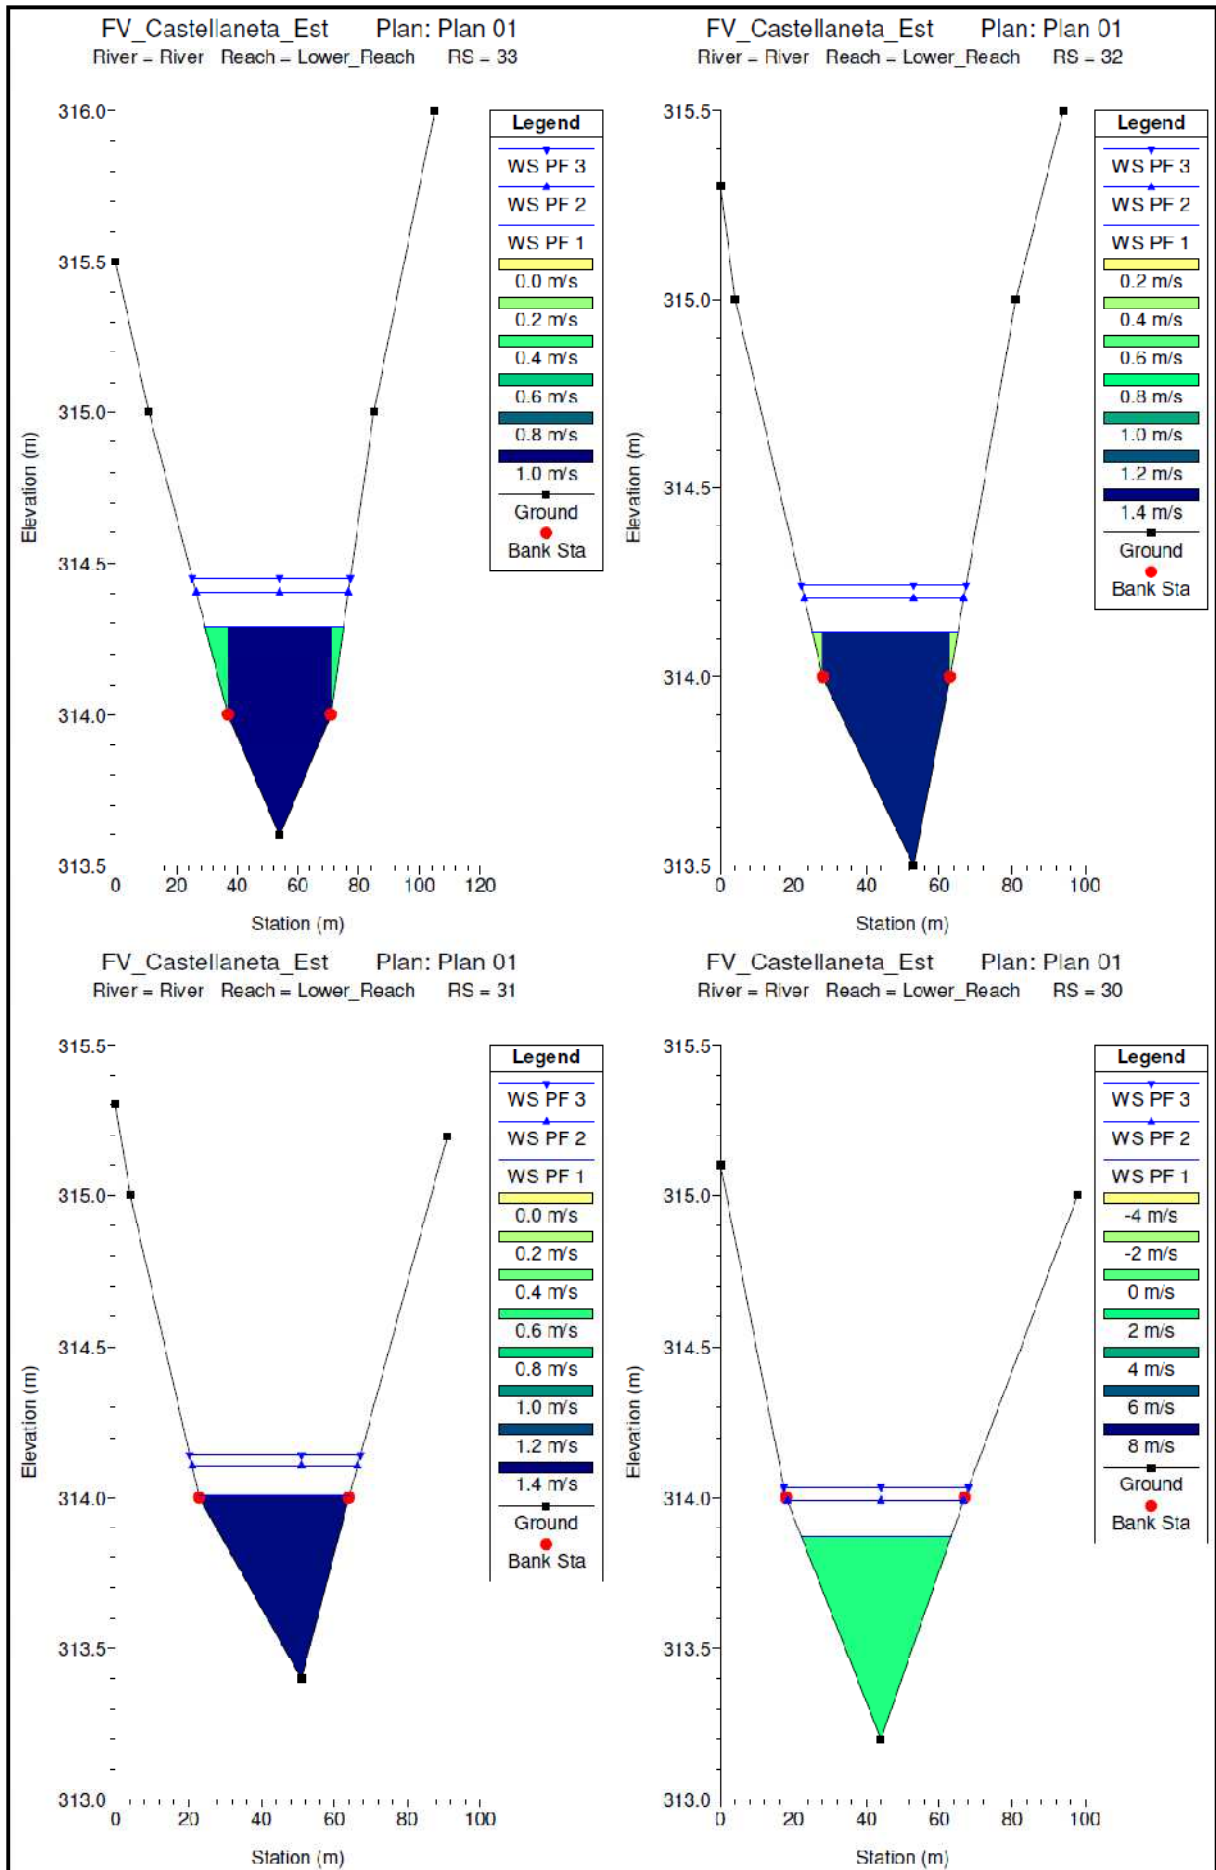 FV_Castellaneta_Est Plan: Plan 01
River = River Reach = Lower_Reach RS = 33
316.0
315.5
315.0
314.5
314.0
313.5
Elevation (m)
0 20 40 60 80 100 120
Station (m)
Legend
WS PF 3
WS PF 2
WS PF 1
0.0 m/s
0.2 m/s
0.4 m/s
0.6 m/s
0.8 m/s
1.0 m/s
Ground
Bank Sta
FV_Castellaneta_Est Plan: Plan 01
River = River Reach = Lower_Reach RS = 32
315.5
315.0
314.5
314.0
313.5
Elevation (m)
0 20 40 60 80 100
Station (m)
Legend
WS PF 3
WS PF 2
WS PF 1
0.2 m/s
0.4 m/s
0.6 m/s
0.8 m/s
1.0 m/s
1.2 m/s
1.4 m/s
Ground
Bank Sta
FV_Castellaneta_Est Plan: Plan 01
River = River Reach = Lower_Reach RS = 31
315.5
315.0
314.5
314.0
313.5
313.0
Elevation (m)
0 20 40 60 80 100
Station (m)
Legend
WS PF 3
WS PF 2
WS PF 1
0.0 m/s
0.2 m/s
0.4 m/s
0.6 m/s
0.8 m/s
1.0 m/s
1.2 m/s
1.4 m/s
Ground
Bank Sta
FV_Castellaneta_Est Plan: Plan 01
River = River Reach = Lower_Reach RS = 30
315.5
315.0
314.5
314.0
313.5
313.0
Elevation (m)
0 20 40 60 80 100
Station (m)
Legend
WS PF 3
WS PF 2
WS PF 1
-4 m/s
-2 m/s
0 m/s
2 m/s
4 m/s
6 m/s
8 m/s
Ground
Bank Sta